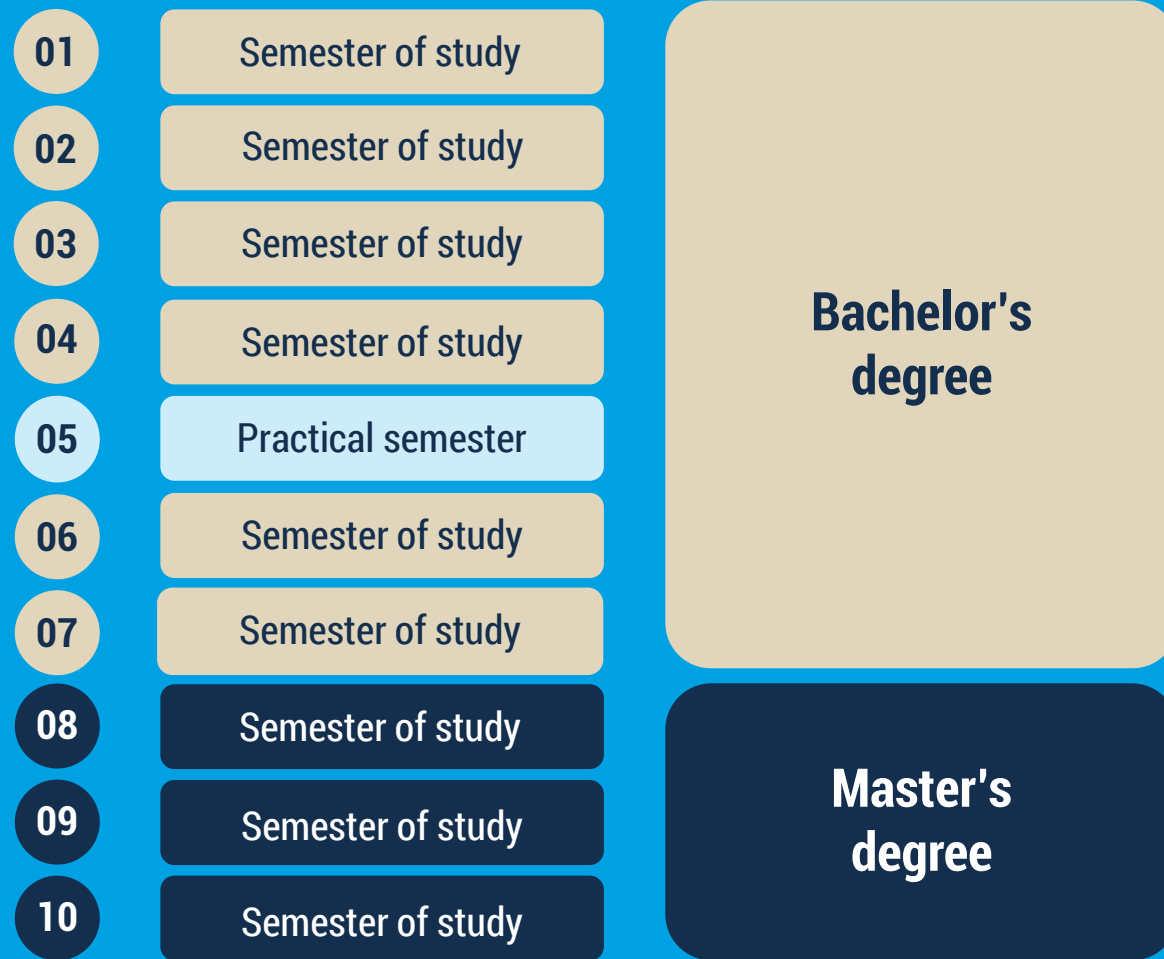 01
Semester of study
02
Semester of study
03
Semester of study
04
Semester of study
05
Practical semester
06
Semester of study
07
Semester of study
Bachelor's
degree
08
Semester of study
09
Semester of study
10
Semester of study
Master's
degree